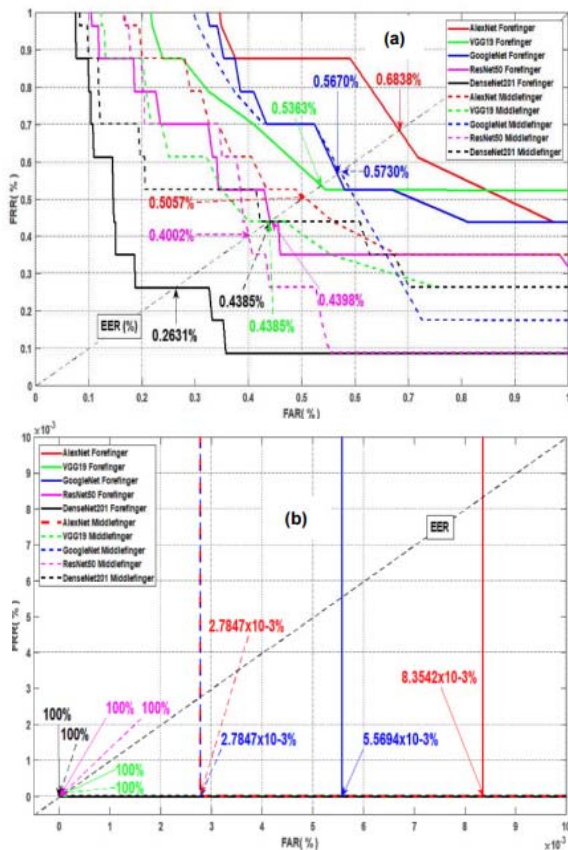 (a)
AlexNet Forefinger
VGG19 Forefinger
GoogleNet Forefinger
ResNet50 Forefinger
DenseNet201 Forefinger
AlexNet Middlefinger
VGG19 Middlefinger
GoogleNet Middlefinger
ResNet50 Middlefinger
DenseNet201 Middlefinger
1
0.9
0.8
0.7
0.6
0.5
0.4
0.3
0.2
0.1
0
FRR ( % )
0.6838%
0.5670%
0.5363%
0.5730%
0.5057%
0.4002%
0.4385%
0.4398%
0.4385%
0.2631%
EER (%)
0 0.1 0.2 0.3 0.4 0.5 0.6 0.7 0.8 0.9 1
FAR( % )
×10⁻³
10
9
8
7
6
5
4
3
2
1
0
FRR( % )
AlexNet Forefinger
VGG19 Forefinger
GoogleNet Forefinger
ResNet50 Forefinger
DenseNet201 Forefinger
AlexNet Middlefinger
VGG19 Middlefinger
GoogleNet Middlefinger
ResNet50 Middlefinger
DenseNet201 Middlefinger
(b)
EER
2.7847x10-3%
8.3542x10-3%
100%
100%
100%
100%
2.7847x10-3%
5.5694x10-3%
100%
100%
0 1 2 3 4 5 6 7 8 9 10
FAR( % )
×10⁻³